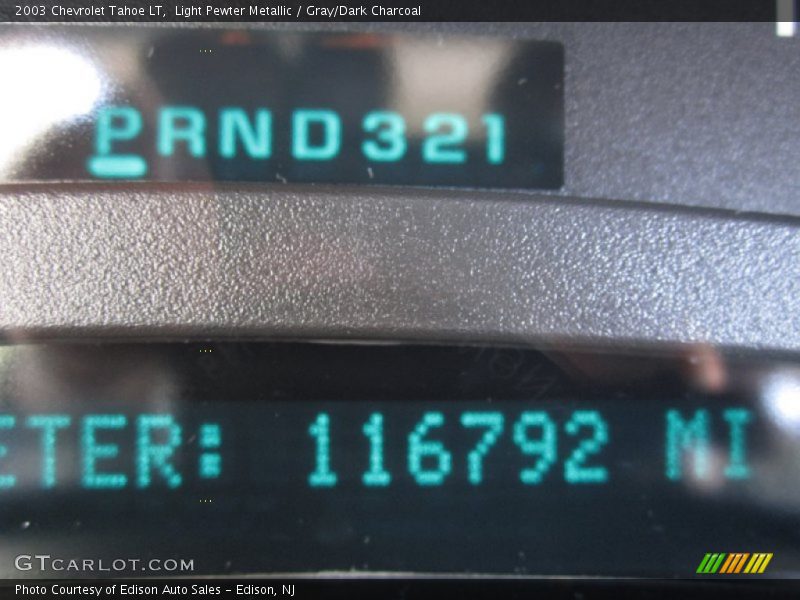 2003 Chevrolet Tahoe LT, Light Pewter Metallic / Gray/Dark Charcoal
PRND321
ETER: 116792 MI
GTCARLOT.COM
Photo Courtesy of Edison Auto Sales - Edison, NJ